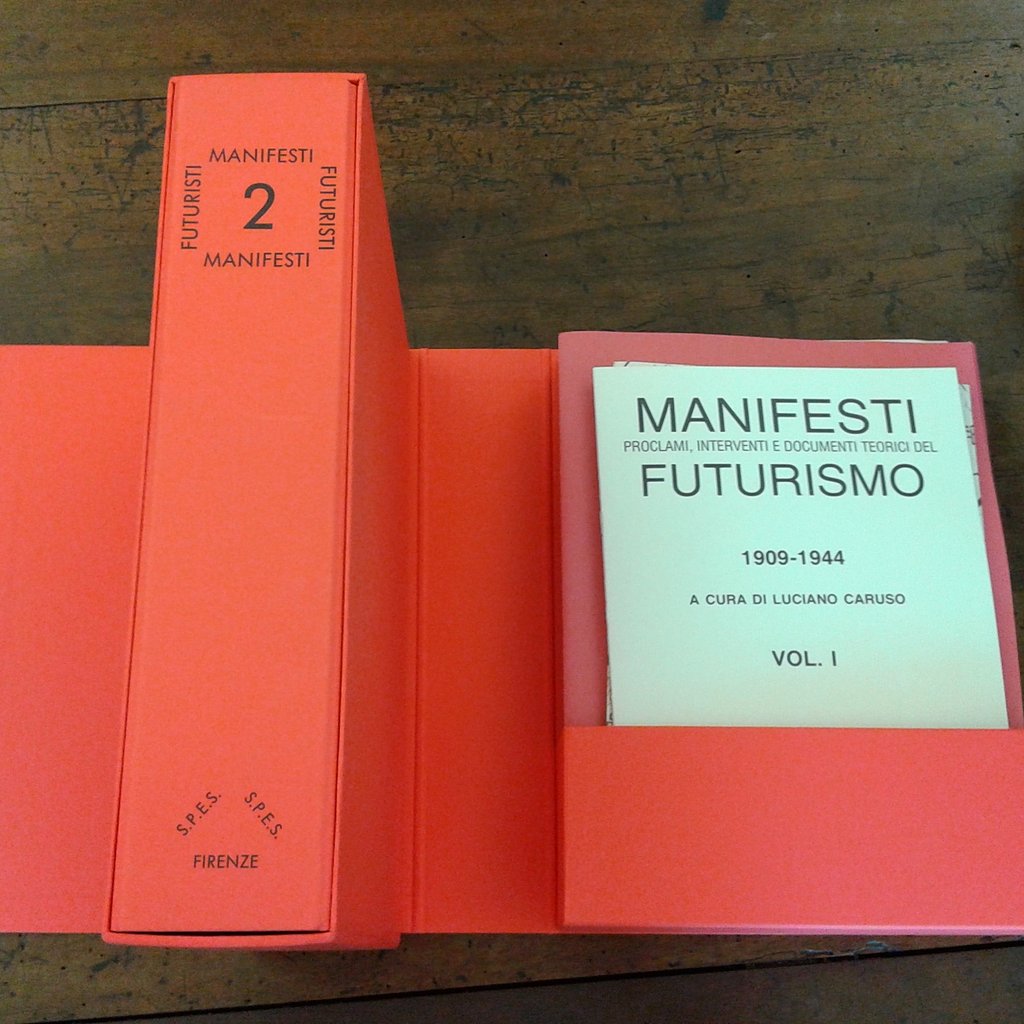 MANIFESTI
FUTURISTI
2
FUTURISTI
MANIFESTI
S.P.E.S.
S.P.E.S.
FIRENZE
MANIFESTI
PROCLAMI, INTERVENTI E DOCUMENTI TEORICI DEL
FUTURISMO
1909-1944
A CURA DI LUCIANO CARUSO
VOL. I